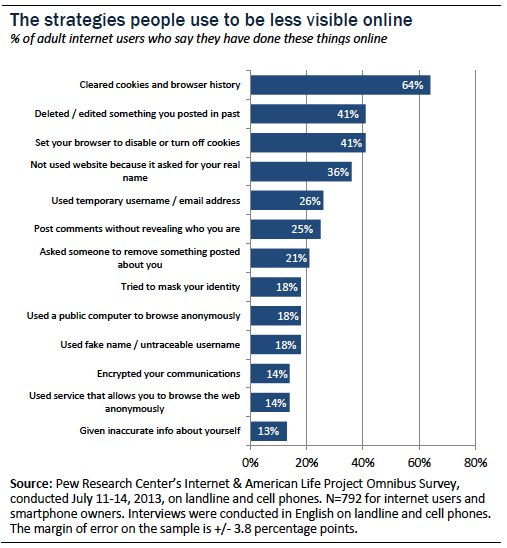 The strategies people use to be less visible online
% of adult internet users who say they have done these things online
Cleared cookies and browser history
64%
Deleted / edited something you posted in past
41%
Set your browser to disable or turn off cookies
41%
Not used website because it asked for your real
name
36%
Used temporary username / email address
26%
Post comments without revealing who you are
25%
Asked someone to remove something posted
about you
21%
Tried to mask your identity
18%
Used a public computer to browse anonymously
18%
Used fake name / untraceable username
18%
Encrypted your communications
14%
Used service that allows you to browse the web
anonymously
14%
Given inaccurate info about yourself
13%
0% 20% 40% 60% 80%
Source: Pew Research Center's Internet & American Life Project Omnibus Survey,
conducted July 11-14, 2013, on landline and cell phones. N=792 for internet users and
smartphone owners. Interviews were conducted in English on landline and cell phones.
The margin of error on the sample is +/- 3.8 percentage points.